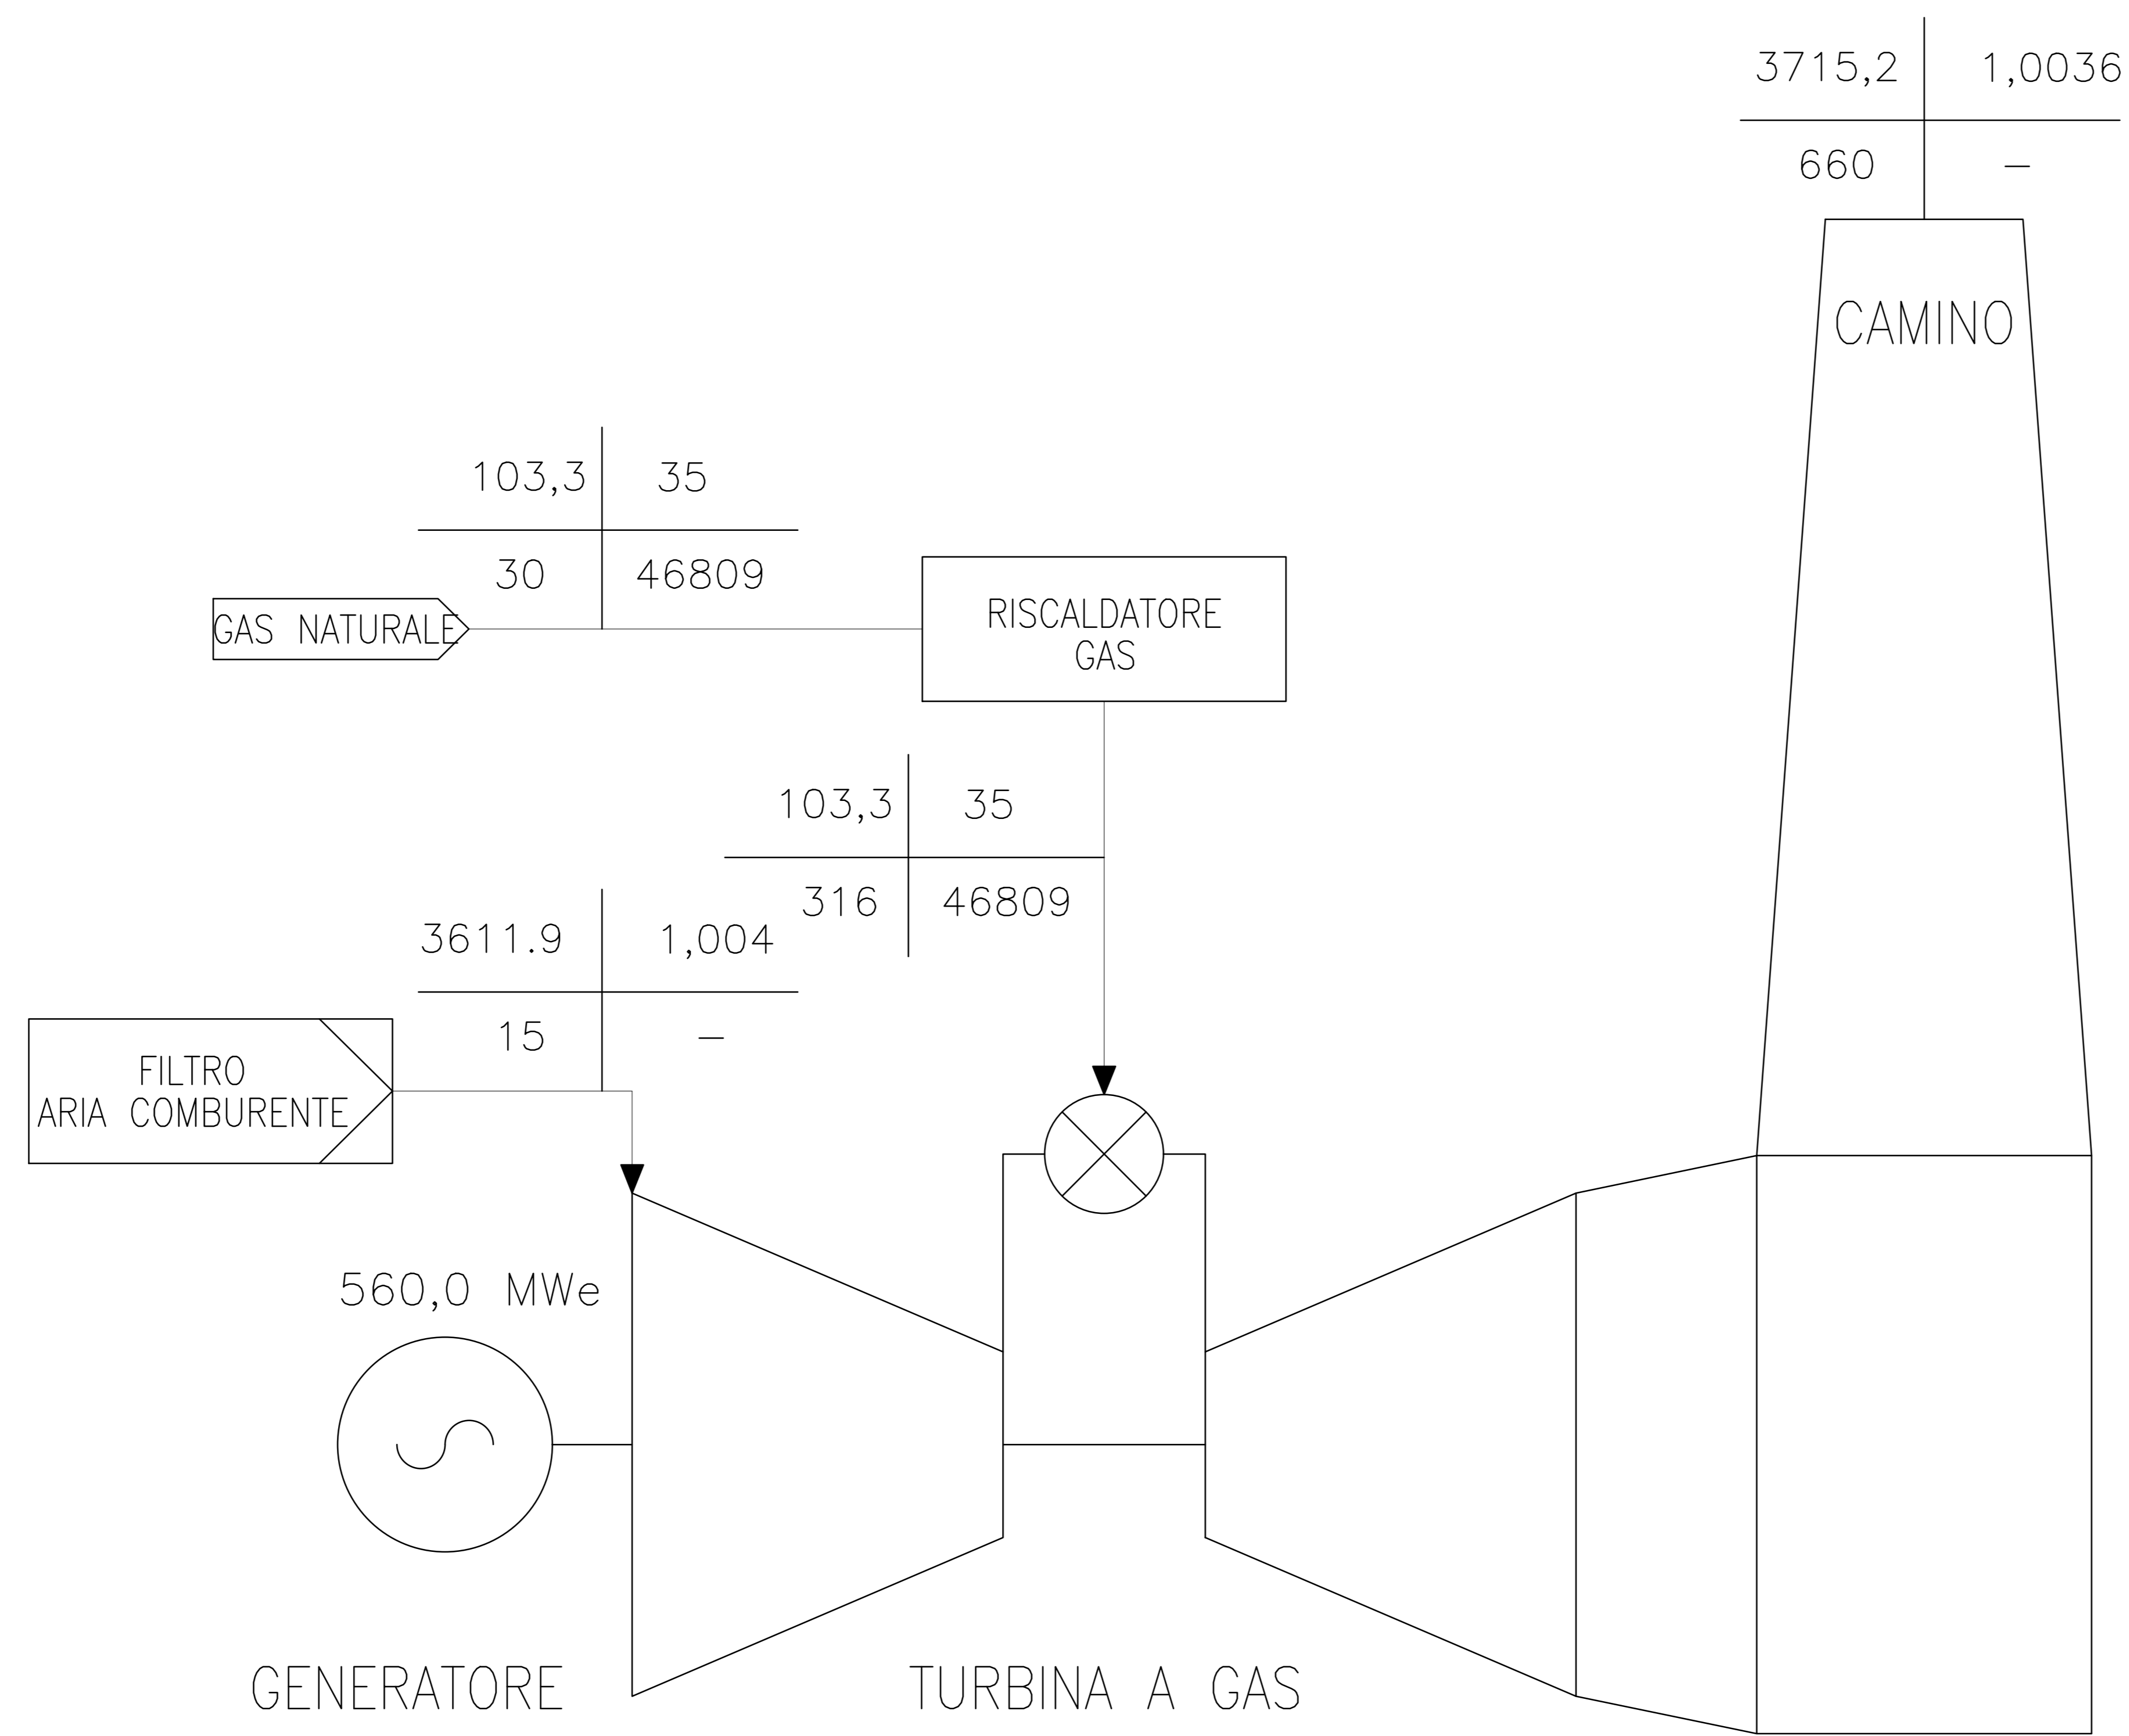 3715,2 1,0036
660 –
CAMINO
103,3 35
30 46809
GAS NATURALE
RISCALDATORE
GAS
103,3 35
316 46809
3611.9 1,004
15 –
FILTRO
ARIA COMBURENTE
560,0 MWe
GENERATORE
TURBINA A GAS